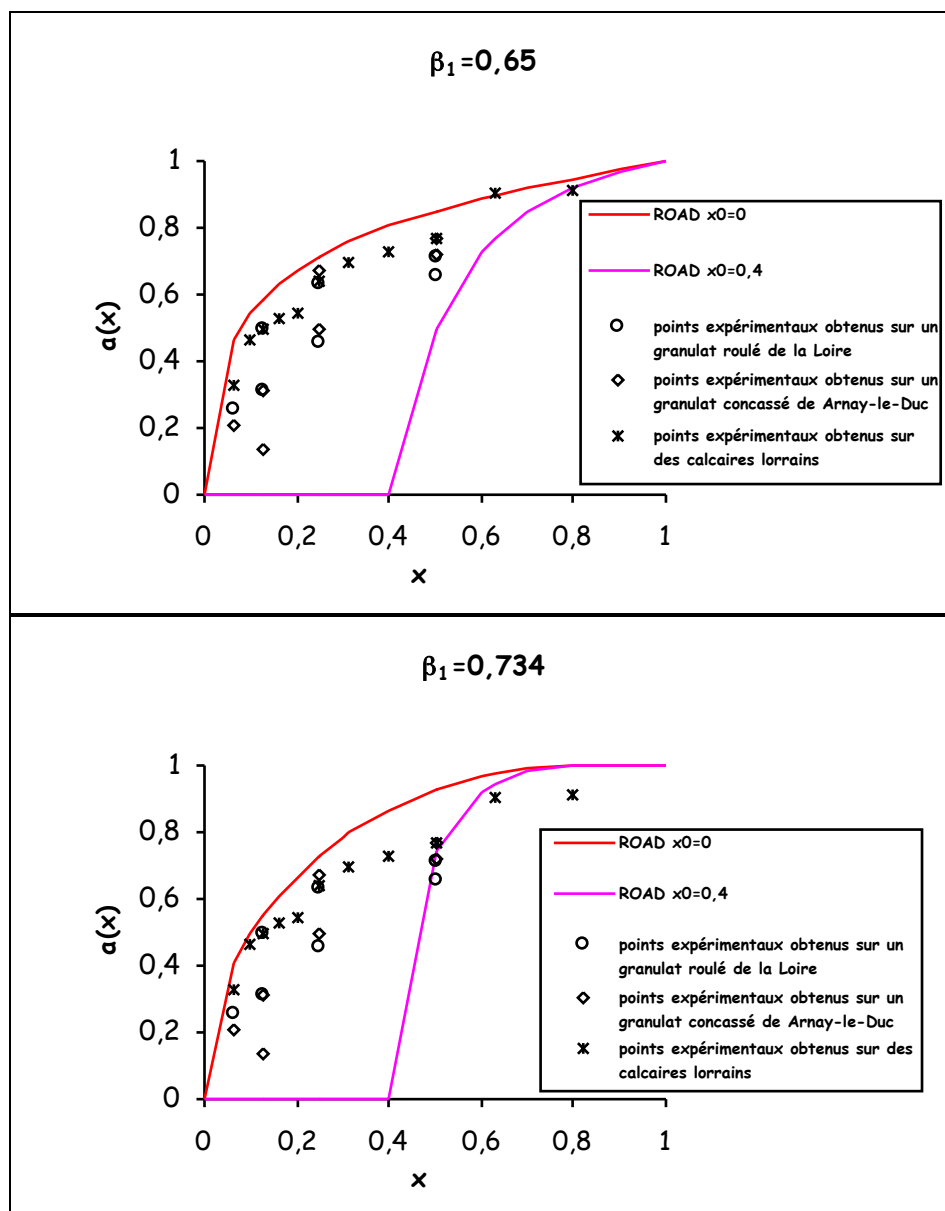 β1=0,65
1
0,8
0,6
0,4
0,2
0
a(x)
0
0,2
0,4
0,6
0,8
1
x
ROAD x0=0
ROAD x0=0,4
points expérimentaux obtenus sur un
granulat roulé de la Loire
points expérimentaux obtenus sur un
granulat concassé de Arnay-le-Duc
points expérimentaux obtenus sur
des calcaires lorrains
β1=0,734
1
0,8
0,6
0,4
0,2
0
a(x)
0
0,2
0,4
0,6
0,8
1
x
ROAD x0=0
ROAD x0=0,4
points expérimentaux obtenus sur un
granulat roulé de la Loire
points expérimentaux obtenus sur un
granulat concassé de Arnay-le-Duc
points expérimentaux obtenus sur des
calcaires lorrains